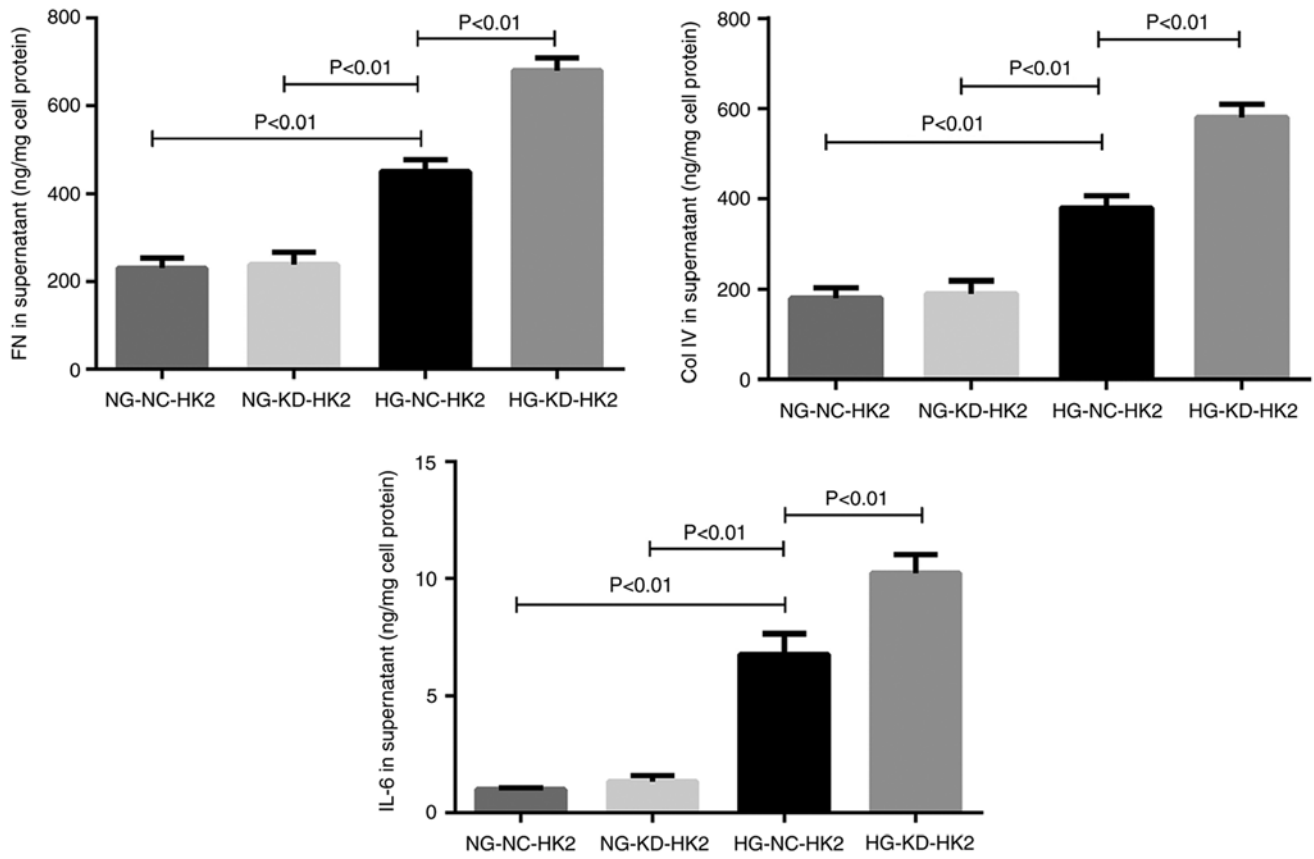 FN in supernatant (ng/mg cell protein)
800
600
400
200
0
P<0.01
P<0.01
P<0.01
NG-NC-HK2 NG-KD-HK2 HG-NC-HK2 HG-KD-HK2
Col IV in supernatant (ng/mg cell protein)
800
600
400
200
0
P<0.01
P<0.01
P<0.01
NG-NC-HK2 NG-KD-HK2 HG-NC-HK2 HG-KD-HK2
IL-6 in supernatant (ng/mg cell protein)
15
10
5
0
P<0.01
P<0.01
P<0.01
NG-NC-HK2 NG-KD-HK2 HG-NC-HK2 HG-KD-HK2